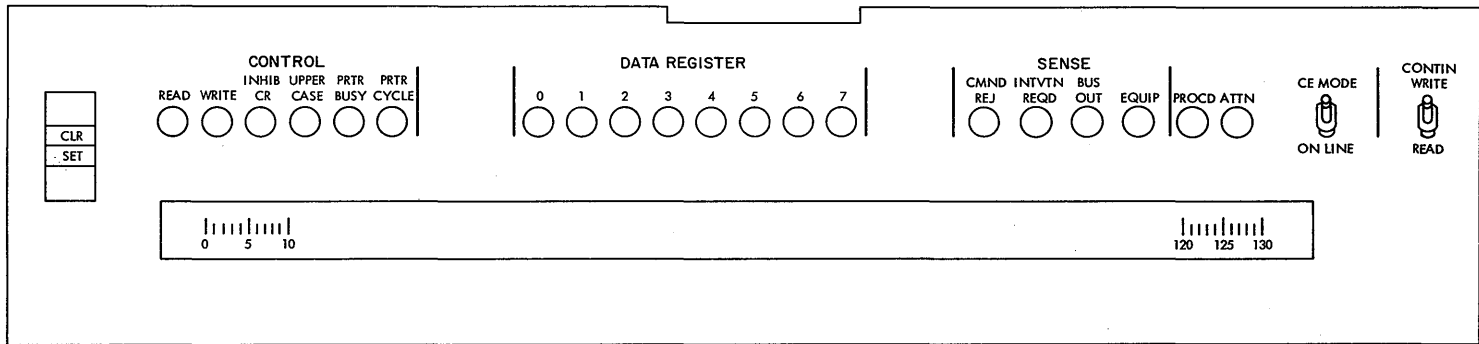 CONTROL
DATA REGISTER
SENSE
CONTIN
INHIB UPPER PRTR PRTR
CMND INTVTN BUS
CE MODE
WRITE
READ WRITE CR CASE BUSY CYCLE
0 1 2 3 4 5 6 7
REJ REQD OUT EQUIP PROCD ATTN
CLR
SET
ON LINE
READ
0 5 10
120 125 130